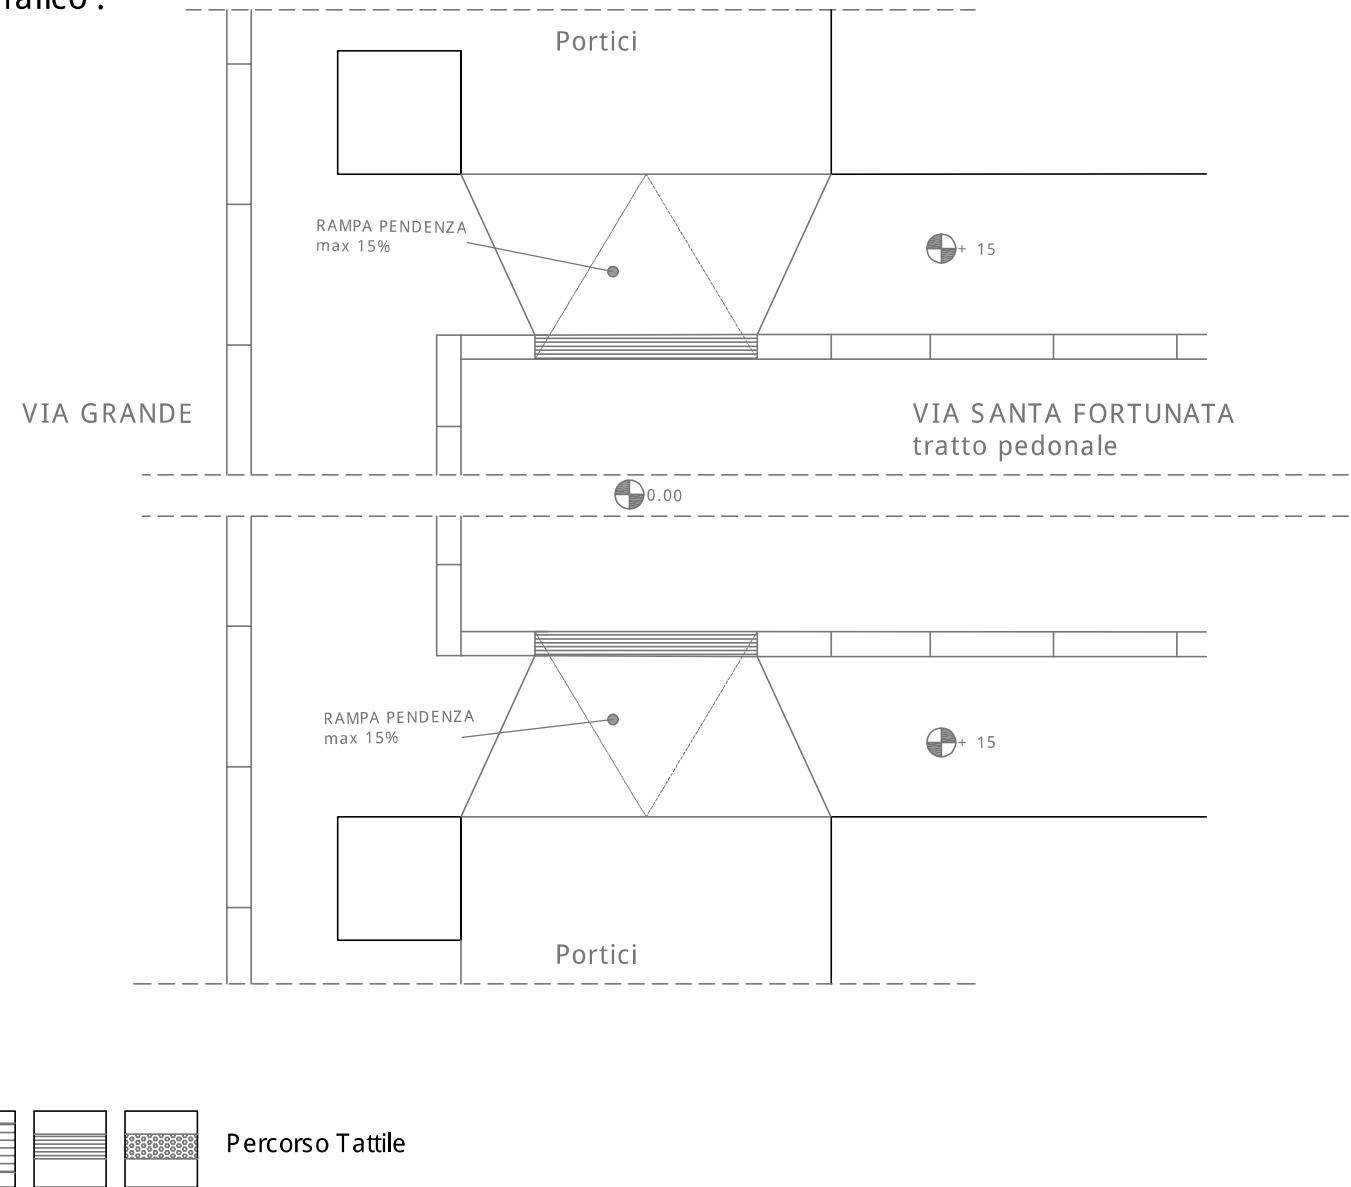 Portici
RAMPA PENDENZA
max 15%
+ 15
VIA GRANDE
VIA SANTA FORTUNATA
tratto pedonale
0.00
RAMPA PENDENZA
max 15%
+ 15
Portici
Percorso Tattile